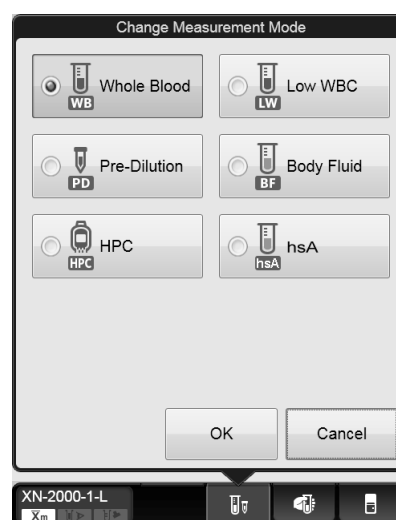 Change Measurement Mode
Whole Blood
WB
Low WBC
LW
Pre-Dilution
PD
Body Fluid
BF
HPC
HPC
hsA
hsA
OK
Cancel
XN-2000-1-L
Xm